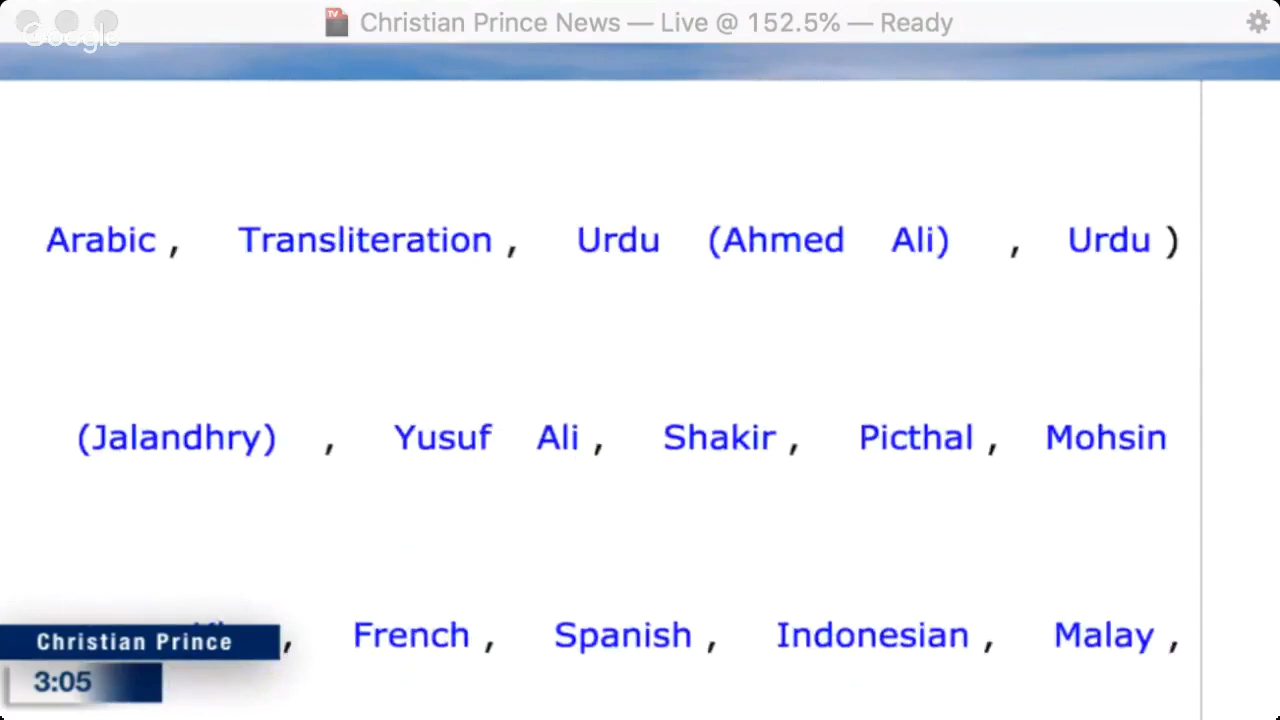 Christian Prince News — Live @ 152.5% — Ready
Google
Arabic , Transliteration , Urdu (Ahmed Ali) , Urdu )
(Jalandhry) , Yusuf Ali , Shakir , Picthal , Mohsin
, French , Spanish , Indonesian , Malay ,
Christian Prince
3:05